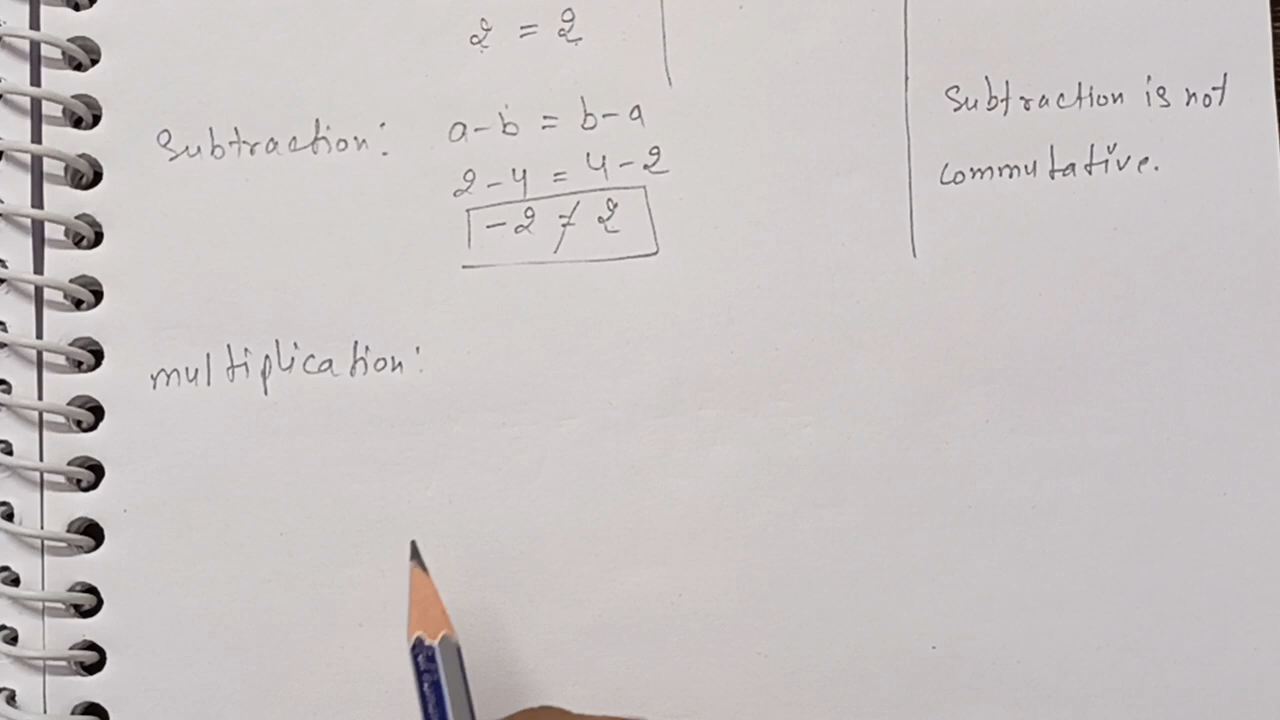 2 = 2
Subtraction: a-b = b-a
2-4 = 4-2
-2 ≠ 2
Subtraction is not
commutative.
multiplication: